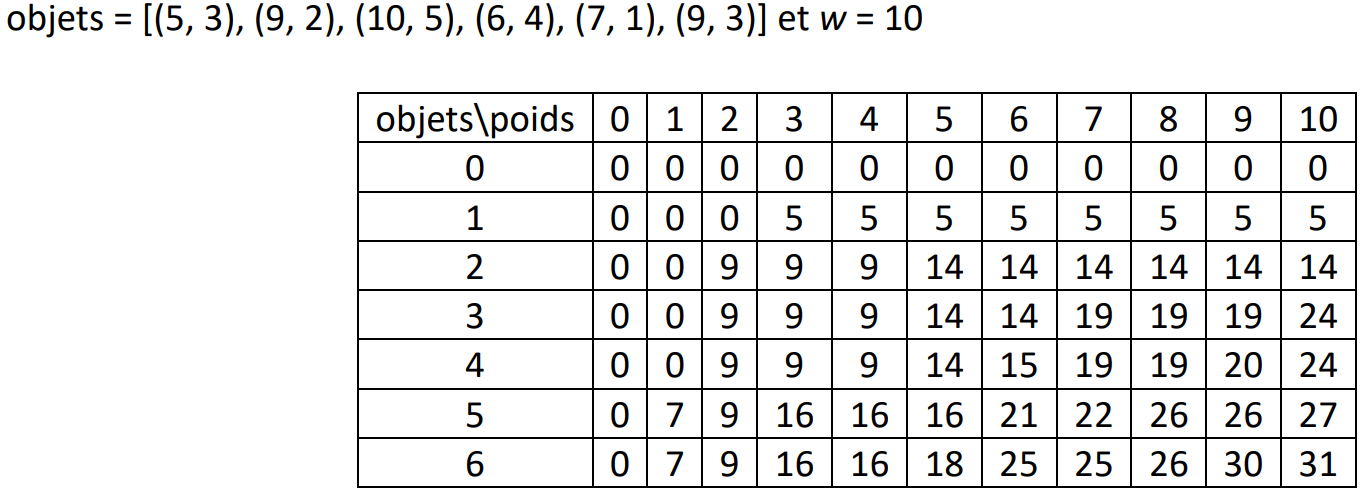 objets = [(5, 3), (9, 2), (10, 5), (6, 4), (7, 1), (9, 3)] et w = 10
objets\poids 0 1 2 3 4 5 6 7 8 9 10
0 0 0 0 0 0 0 0 0 0 0 0
1 0 0 0 5 5 5 5 5 5 5 5
2 0 0 9 9 9 14 14 14 14 14 14
3 0 0 9 9 9 14 14 19 19 19 24
4 0 0 9 9 9 14 15 19 19 20 24
5 0 7 9 16 16 16 21 22 26 26 27
6 0 7 9 16 16 18 25 25 26 30 31